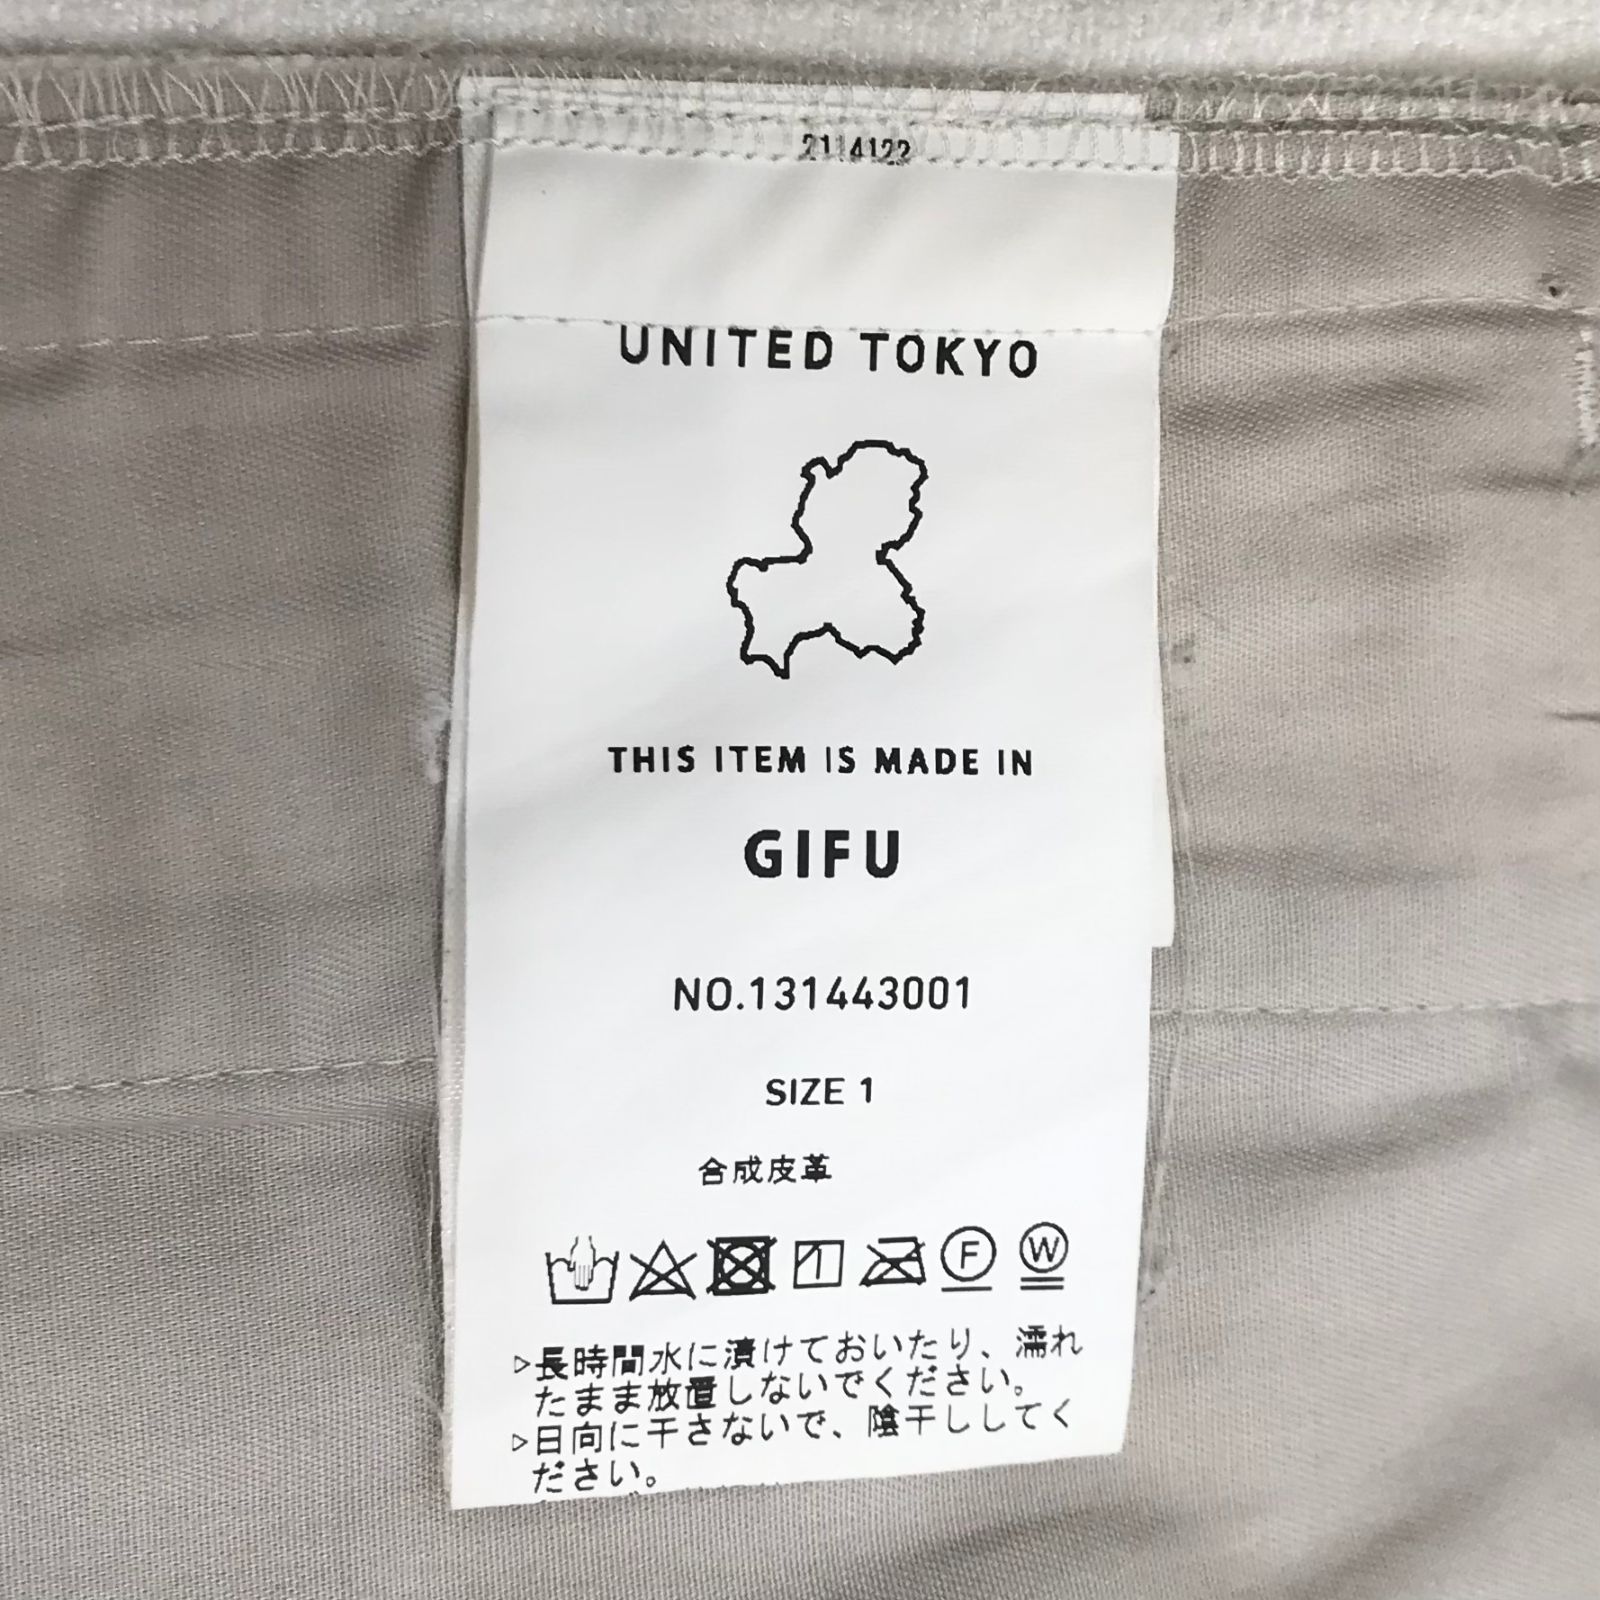 2114122
UNITED TOKYO
THIS ITEM IS MADE IN
GIFU
NO.131443001
SIZE 1
合成皮革
1 F W
▷長時間水に漬けておいたり、濡れ
たまま放置しないでください。
▷日向に干さないで、陰干ししてく
ださい。